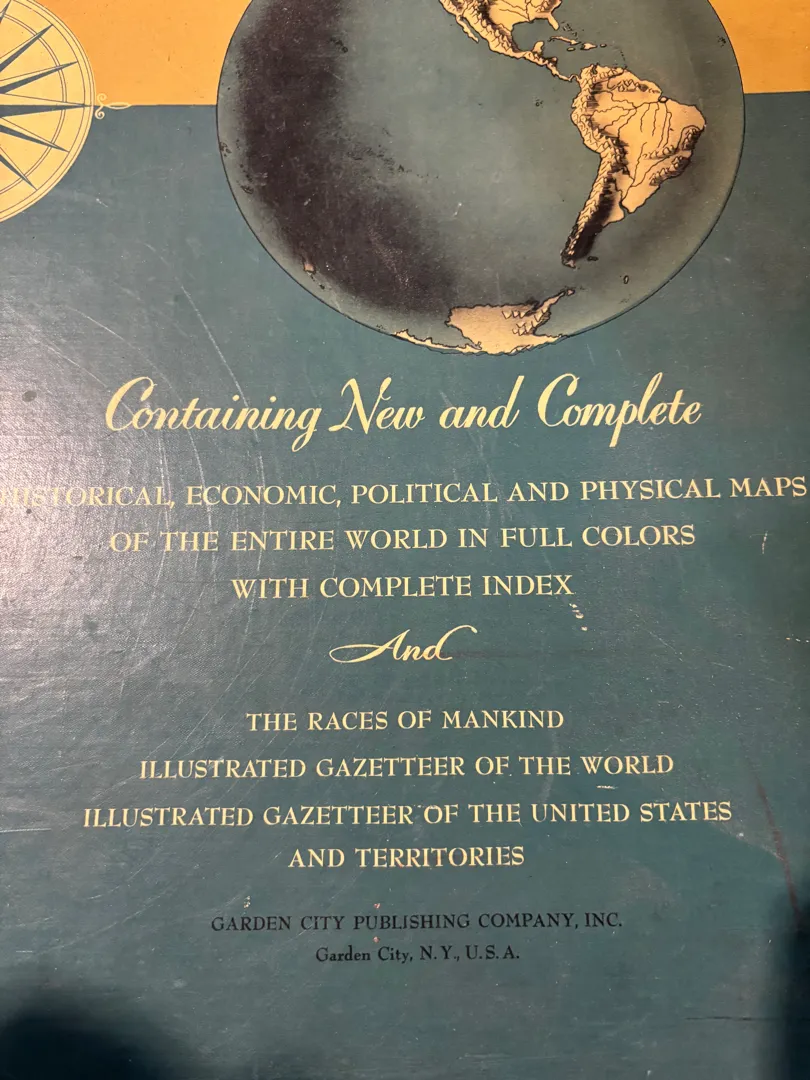 Containing New and Complete
HISTORICAL, ECONOMIC, POLITICAL AND PHYSICAL MAPS
OF THE ENTIRE WORLD IN FULL COLORS
WITH COMPLETE INDEX
And
THE RACES OF MANKIND
ILLUSTRATED GAZETTEER OF THE WORLD
ILLUSTRATED GAZETTEER OF THE UNITED STATES
AND TERRITORIES
GARDEN CITY PUBLISHING COMPANY, INC.
Garden City, N. Y., U. S. A.